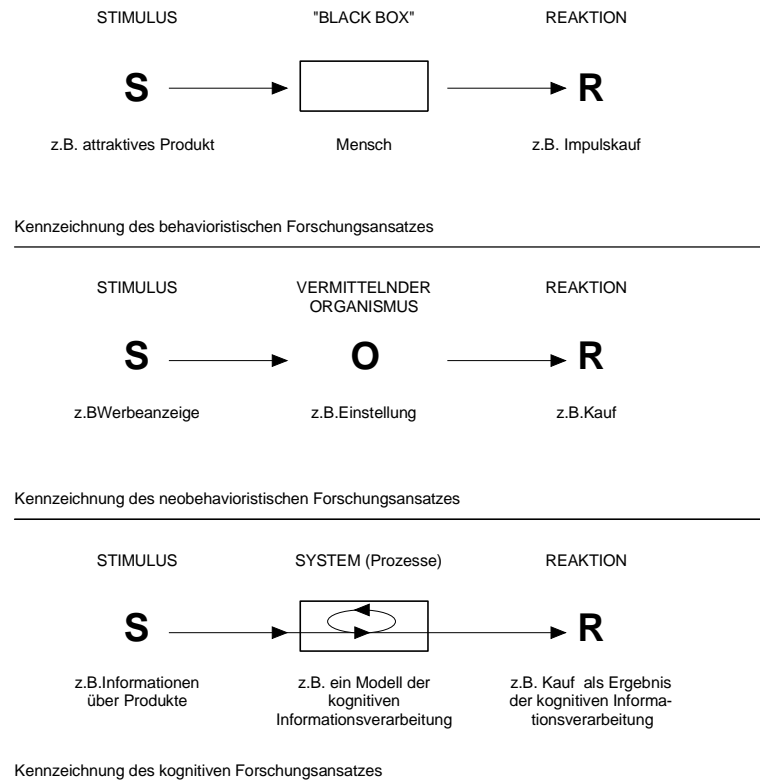 STIMULUS "BLACK BOX" REAKTION
S R
z.B. attraktives Produkt Mensch z.B. Impulskauf
Kennzeichnung des behavioristischen Forschungsansatzes
STIMULUS VERMITTELNDER REAKTION
ORGANISMUS
S O R
z.BWerbeanzeige z.B.Einstellung z.B.Kauf
Kennzeichnung des neobehavioristischen Forschungsansatzes
STIMULUS SYSTEM (Prozesse) REAKTION
S R
z.B.Informationen z.B. ein Modell der z.B. Kauf als Ergebnis
über Produkte kognitiven der kognitiven Informa-
Informationsverarbeitung tionsverarbeitung
Kennzeichnung des kognitiven Forschungsansatzes